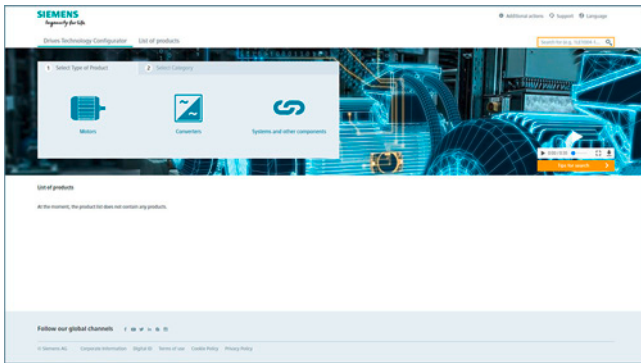 SIEMENS
Ingenuity for life
Additional actions Support Language
Drives Technology Configurator List of products
1 Select Type of Product 2 Select Category
Motors Converters Systems and other components
Tips for search
List of products
At the moment, the product list does not contain any products.
Follow our global channels
© Siemens AG Corporate Information Digital ID Terms of use Cookie Policy Privacy Policy